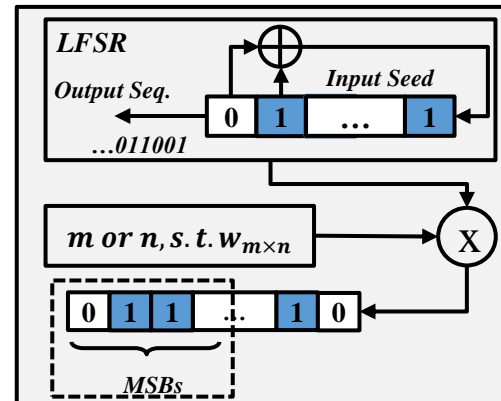 LFSR
Input Seed
Output Seq.
0 1 ... 1
...011001
m or n, s. t. w_{m×n}
X
0 1 1 ... 1 0
MSBs